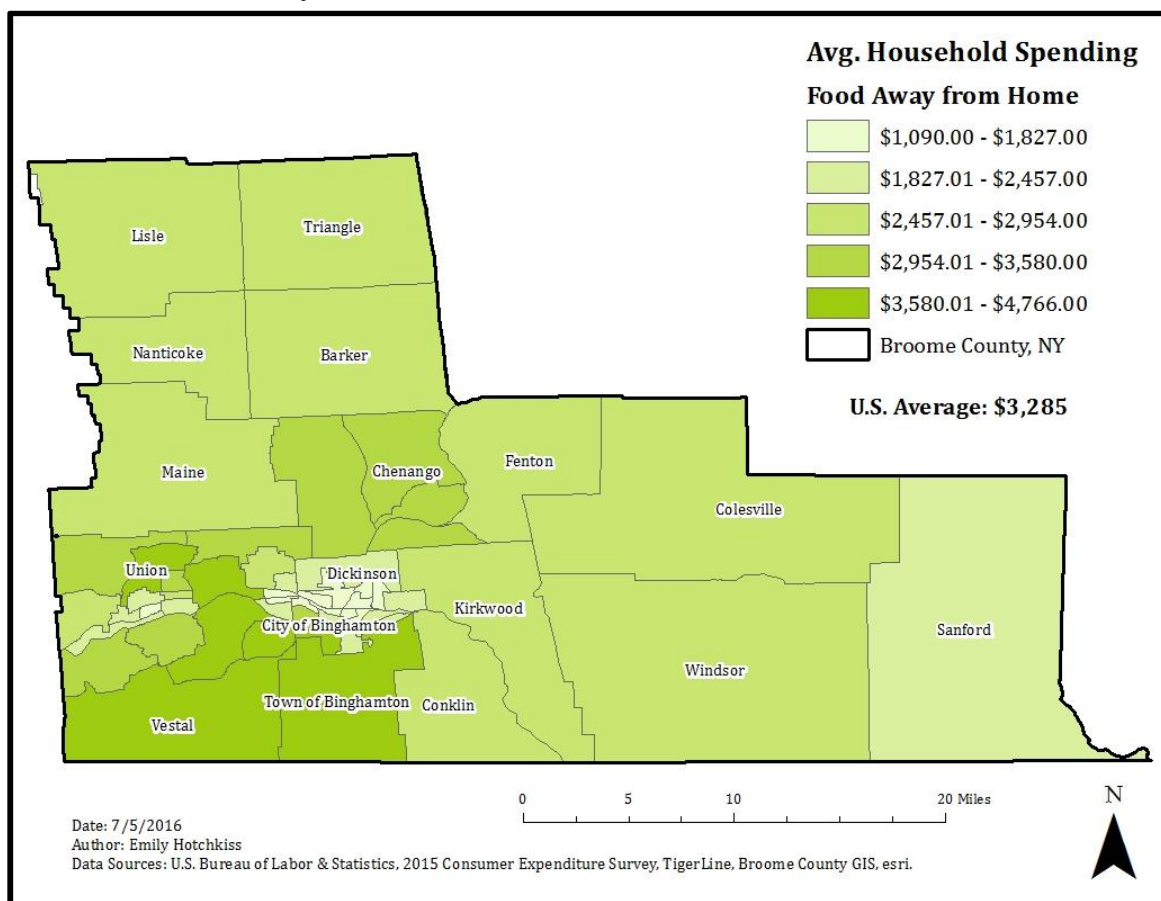 Avg. Household Spending
Food Away from Home
$1,090.00 - $1,827.00
$1,827.01 - $2,457.00
$2,457.01 - $2,954.00
$2,954.01 - $3,580.00
$3,580.01 - $4,766.00
Broome County, NY
U.S. Average: $3,285
Lisle
Triangle
Nanticoke
Barker
Maine
Chenango
Fenton
Colesville
Union
Dickinson
Kirkwood
City of Binghamton
Sanford
Windsor
Vestal
Town of Binghamton
Conklin
0 5 10 20 Miles
N
Date: 7/5/2016
Author: Emily Hotchkiss
Data Sources: U.S. Bureau of Labor & Statistics, 2015 Consumer Expenditure Survey, TigerLine, Broome County GIS, esri.